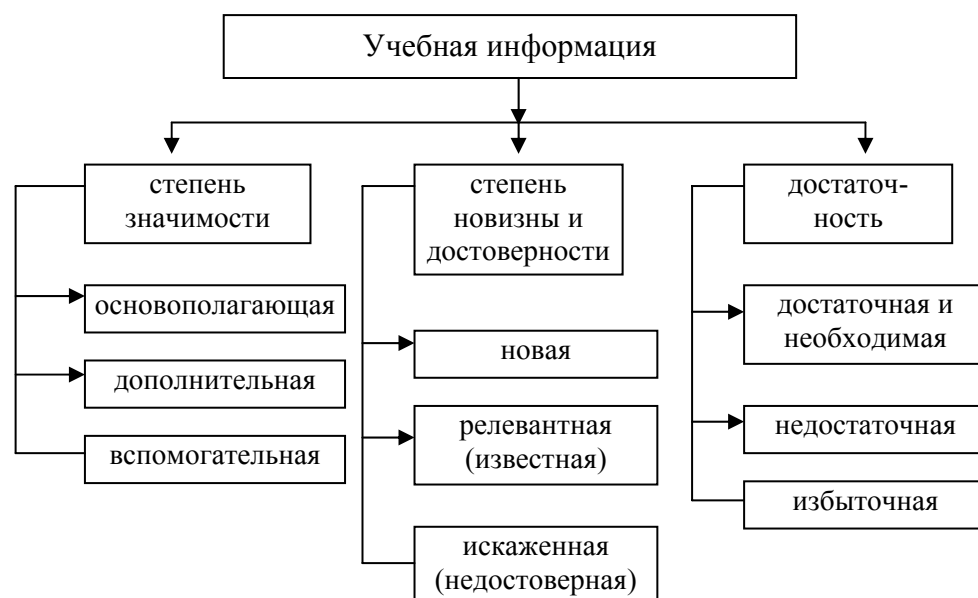 Учебная информация
степень
значимости
основополагающая
дополнительная
вспомогательная
степень
новизны и
достоверности
новая
релевантная
(известная)
искаженная
(недостоверная)
достаточ-
ность
достаточная и
необходимая
недостаточная
избыточная